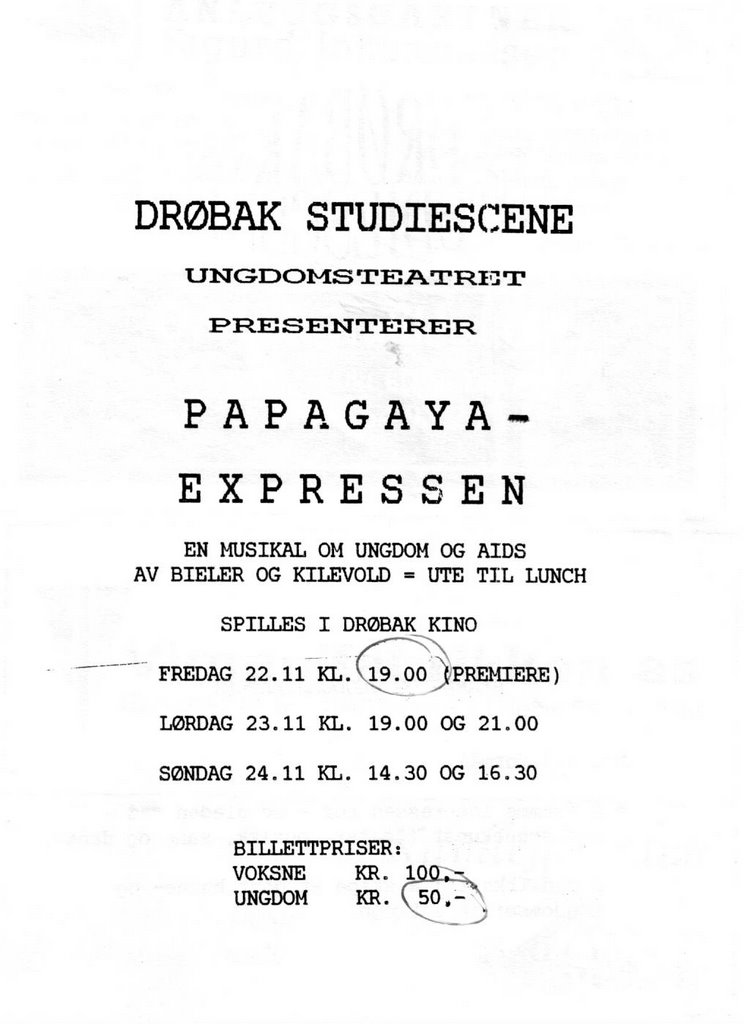 DRØBAK STUDIESCENE
UNGDOMSTEATRET
PRESENTERER
PAPAGAYA-
EXPRESSEN
EN MUSIKAL OM UNGDOM OG AIDS
AV BIELER OG KILEVOLD = UTE TIL LUNCH
SPILLES I DRØBAK KINO
FREDAG 22.11 KL. 19.00 (PREMIERE)
LØRDAG 23.11 KL. 19.00 OG 21.00
SØNDAG 24.11 KL. 14.30 OG 16.30
BILLETTPRISER:
VOKSNE KR. 100,-
UNGDOM KR. 50,-